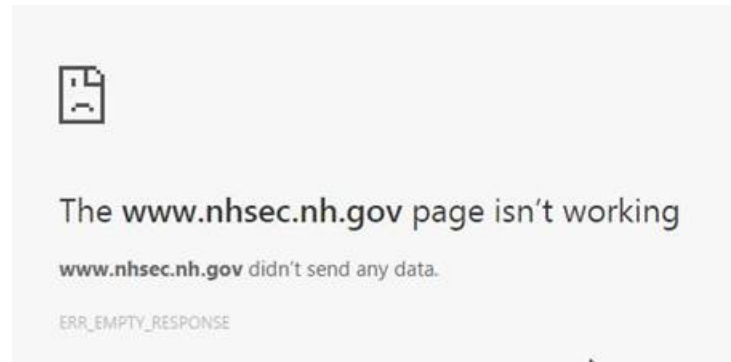 The www.nhsec.nh.gov page isn't working
www.nhsec.nh.gov didn't send any data.
ERR_EMPTY_RESPONSE